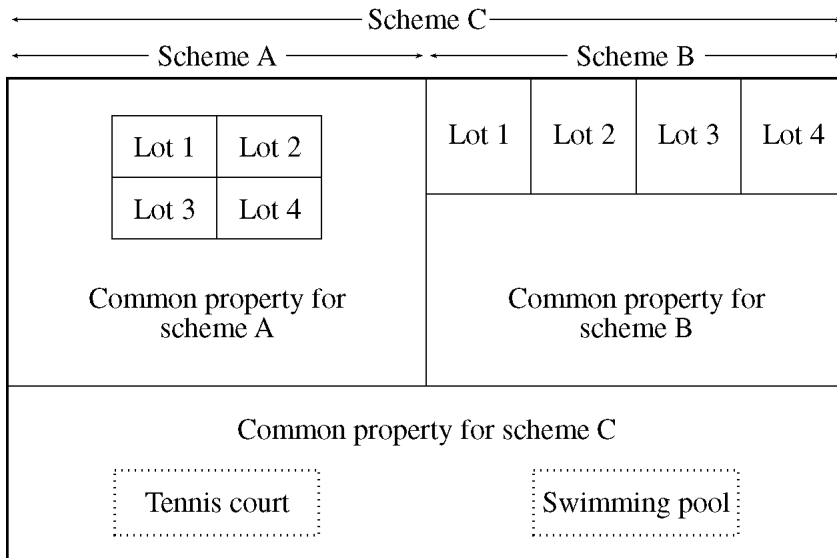 Scheme C
Scheme A
Scheme B
Lot 1
Lot 2
Lot 3
Lot 4
Lot 1
Lot 2
Lot 3
Lot 4
Common property for
scheme A
Common property for
scheme B
Common property for scheme C
Tennis court
Swimming pool